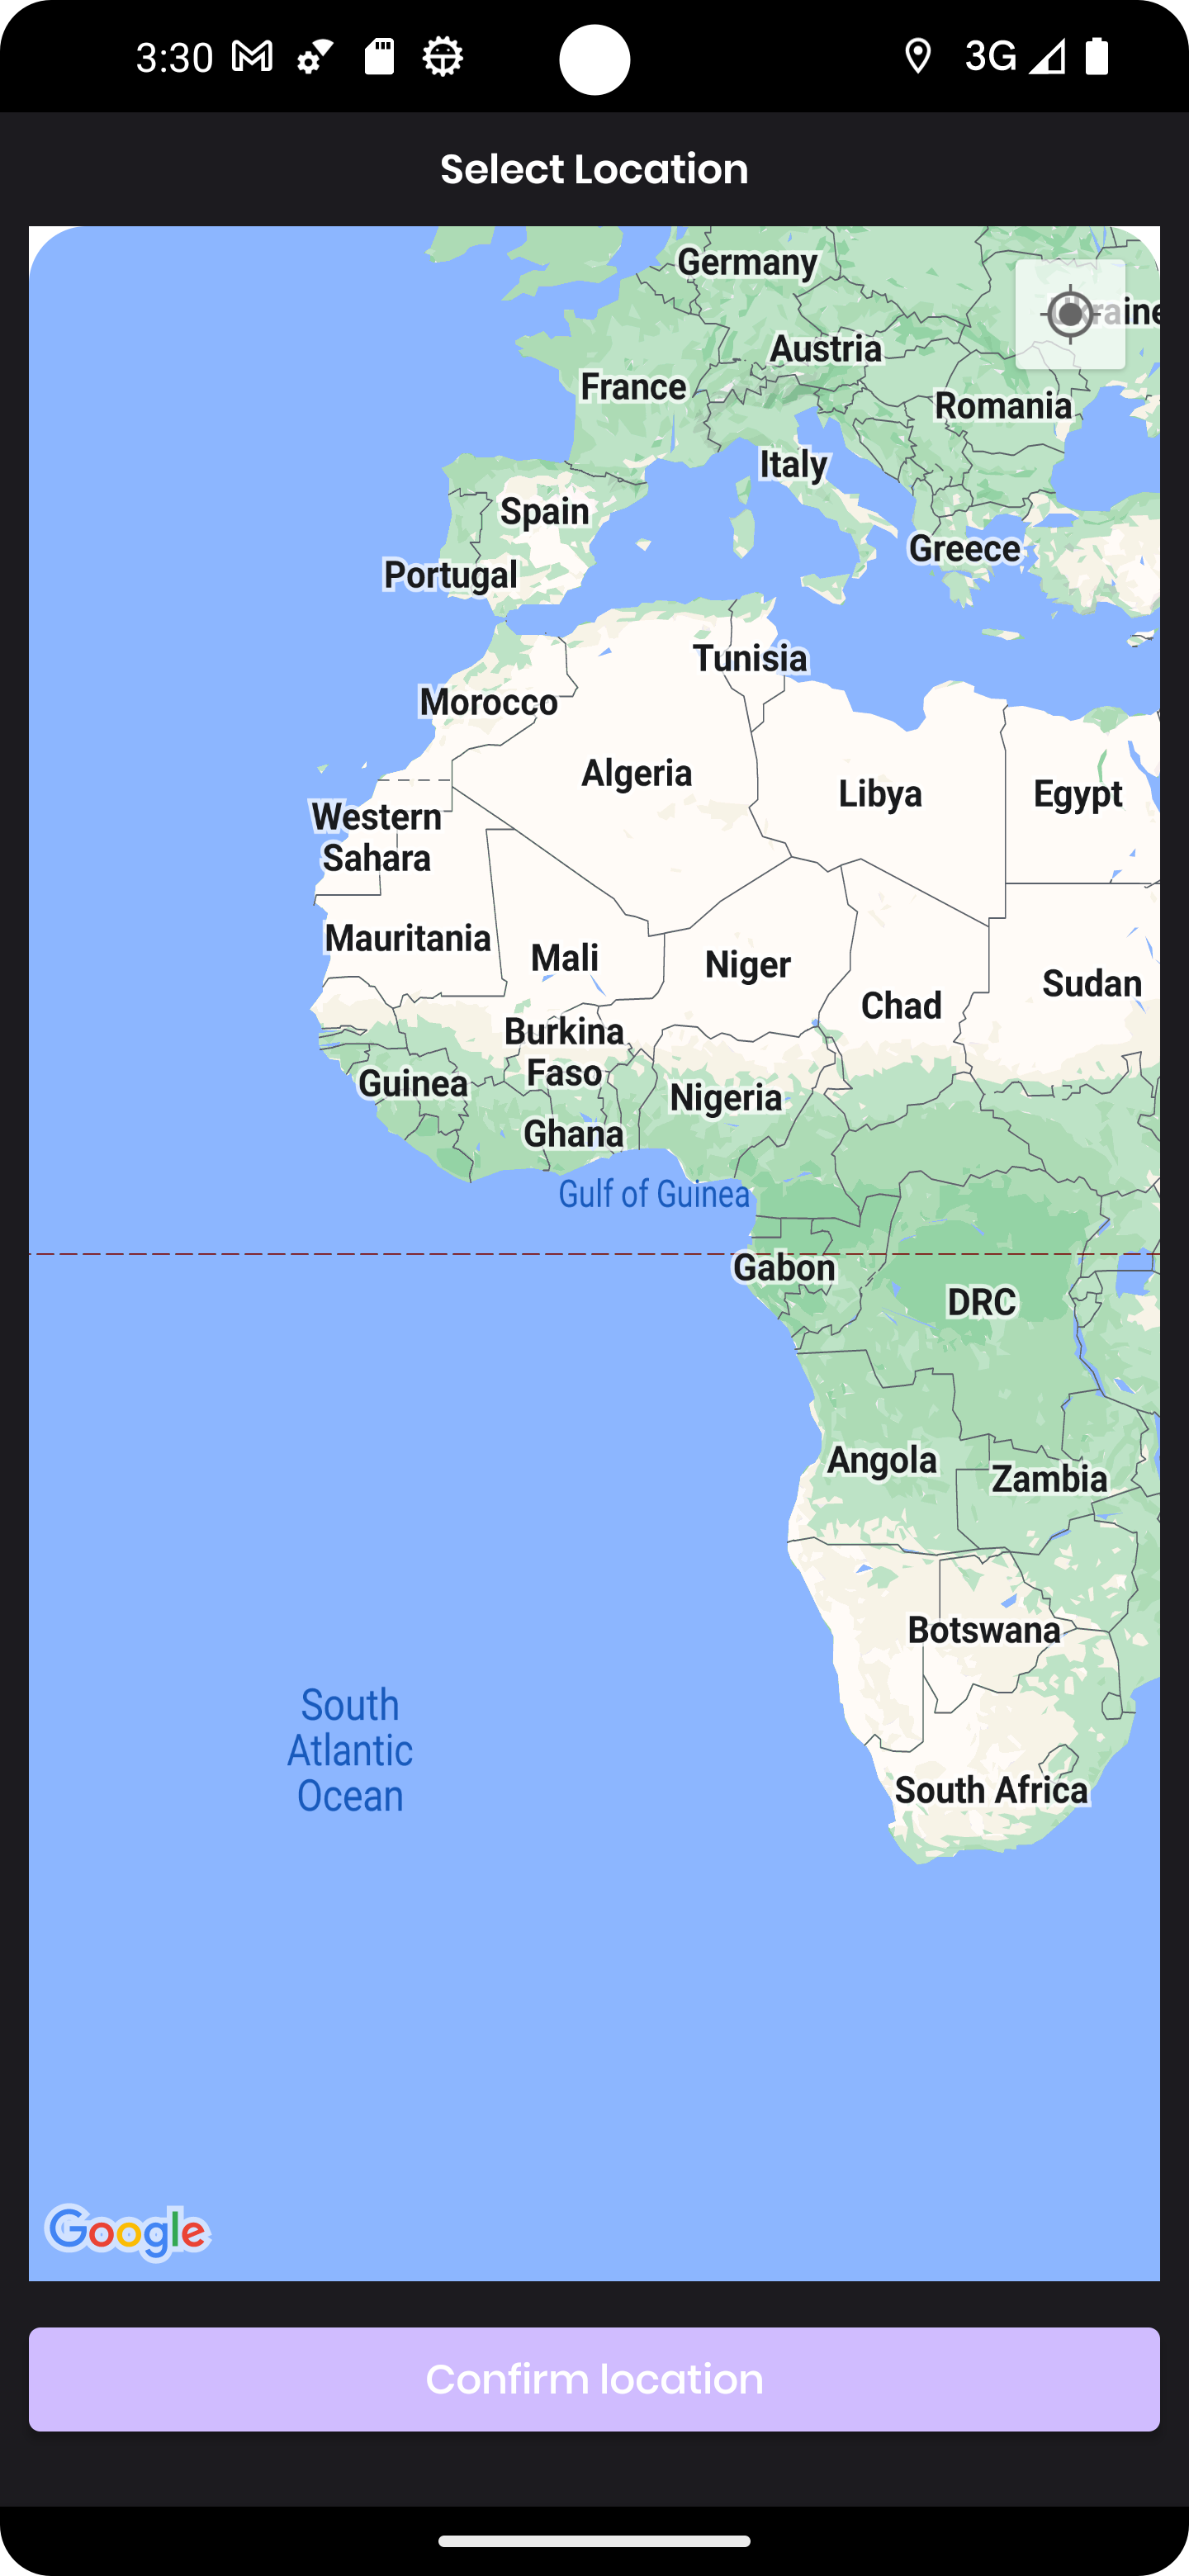 3:30
3G
Select Location
Germany
Ukraine
Austria
France
Romania
Italy
Spain
Greece
Portugal
Tunisia
Morocco
Algeria
Libya
Egypt
Western
Sahara
Mauritania
Mali
Niger
Sudan
Chad
Burkina
Faso
Guinea
Nigeria
Ghana
Gulf of Guinea
Gabon
DRC
Angola
Zambia
Botswana
South
Atlantic
Ocean
South Africa
Google
Confirm location